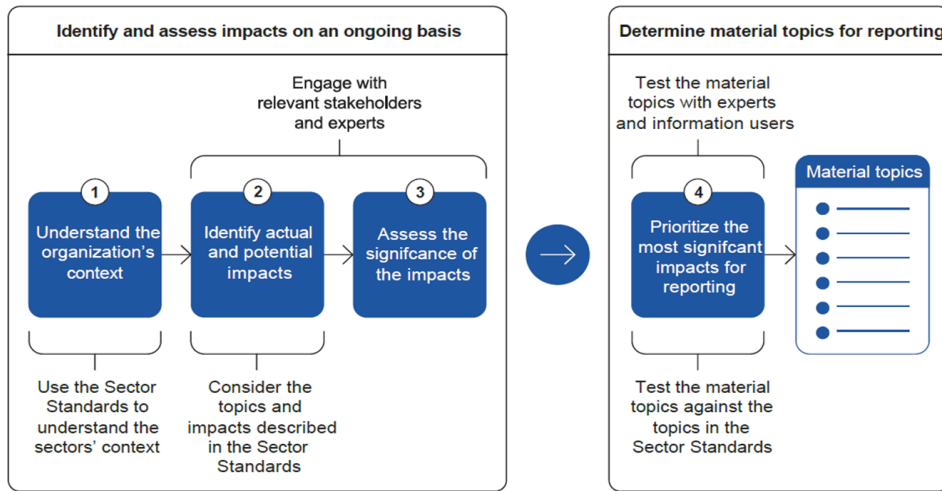 Identify and assess impacts on an ongoing basis
Engage with
relevant stakeholders
and experts
1
Understand the
organization's
context
2
Identify actual
and potential
impacts
3
Assess the
signifcance of
the impacts
Use the Sector
Standards to
understand the
sectors' context
Consider the
topics and
impacts described
in the Sector
Standards
Determine material topics for reporting
Test the material
topics with experts
and information users
4
Prioritize the
most signifcant
impacts for
reporting
Material topics
Test the material
topics against the
topics in the
Sector Standards